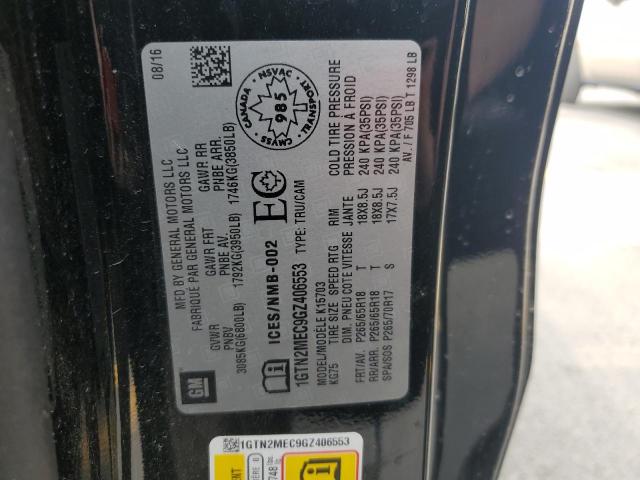 08/16
MFD BY GENERAL MOTORS LLC
FABRIQUE PAR GENERAL MOTORS LLC
GVWR GAWR FRT GAWR RR
PNBV PNBE AV. PNBE ARR.
3085KG(6800LB) 1792KG(3950LB) 1746KG(3850LB)
CANADA NSVAC TRANSPORT CMVSS
985
GM
ICES/NMB-002
EC
1GTN2MEC9GZ406553 TYPE: TRU/CAM
MODEL/MODELE K15703
KG75 TIRE SIZE SPEED RTG RIM COLD TIRE PRESSURE
DIM. PNEU COTE VITESSE JANTE PRESSION A FROID
FRT/AV. P265/65R18 T 18X8.5J 240 KPA(35PSI)
RR/ARR. P265/65R18 T 18X8.5J 240 KPA(35PSI)
SPA/SOS P265/70R17 S 17X7.5J 240 KPA(35PSI)
AV. / F 705 LB T 1298 LB
1GTN2MEC9GZ406553